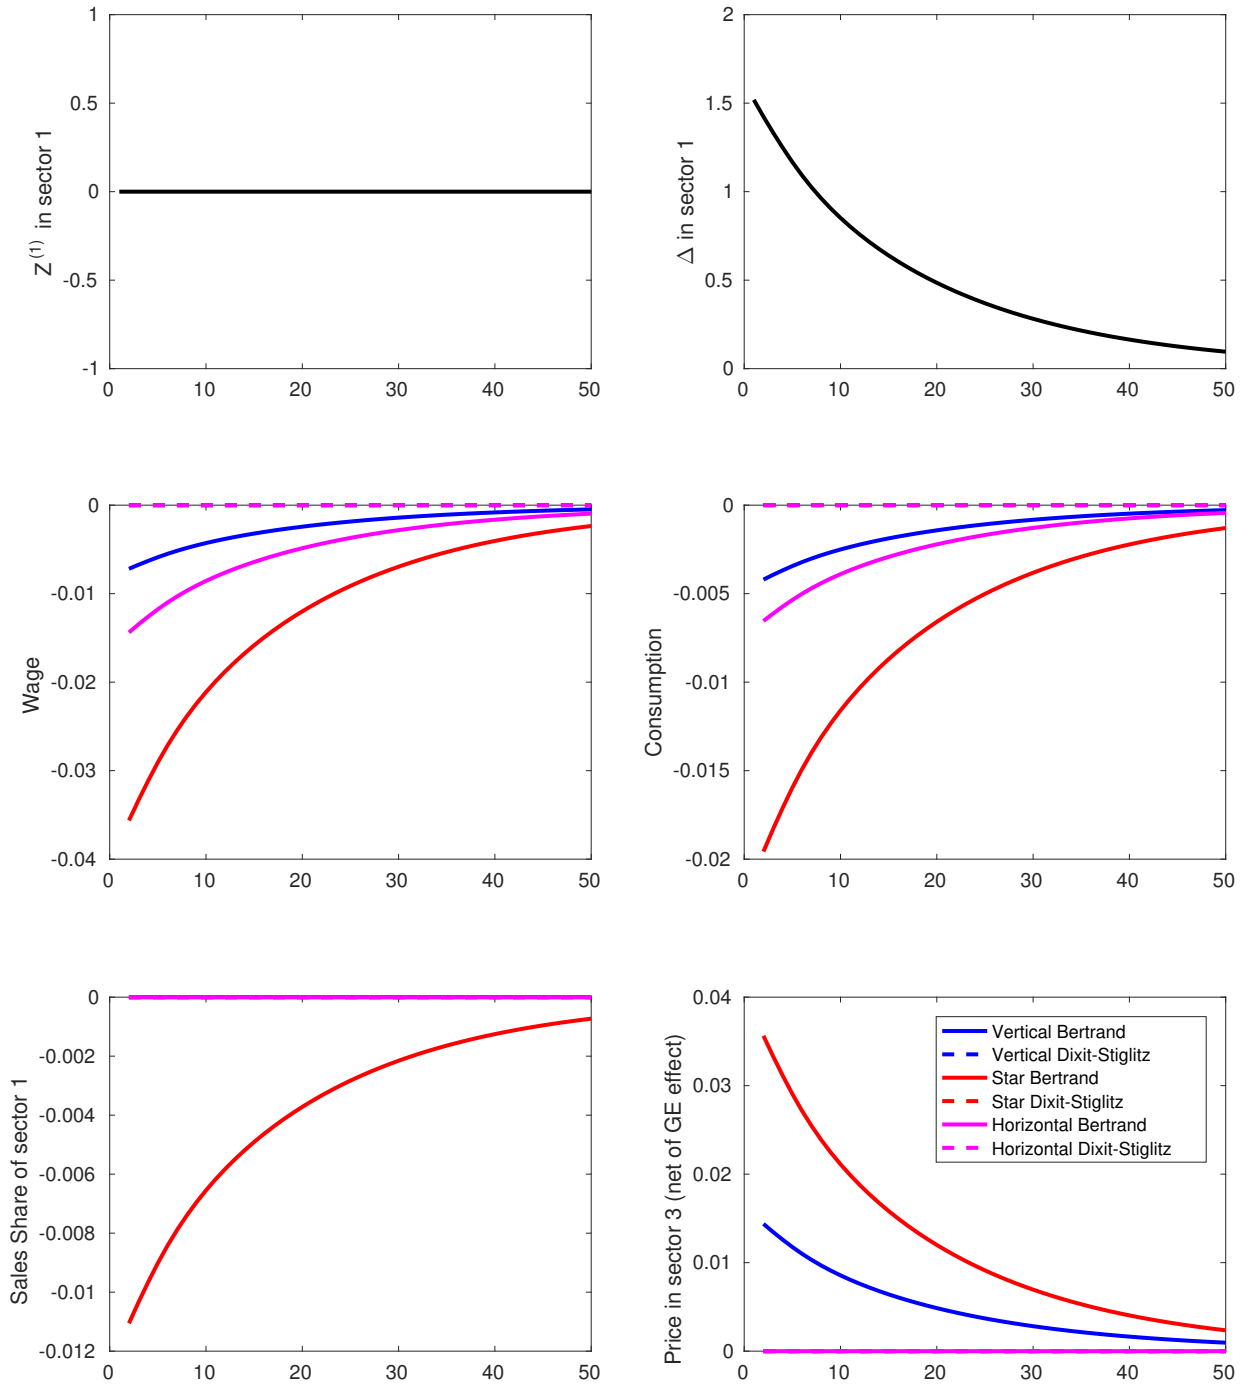 1
0.5
0
-0.5
-1
Z^(1) in sector 1
0 10 20 30 40 50
2
1.5
1
0.5
0
Δ in sector 1
0 10 20 30 40 50
0
-0.01
-0.02
-0.03
-0.04
Wage
0 10 20 30 40 50
0
-0.005
-0.01
-0.015
-0.02
Consumption
0 10 20 30 40 50
0
-0.002
-0.004
-0.006
-0.008
-0.01
-0.012
Sales Share of sector 1
0 10 20 30 40 50
0.04
0.03
0.02
0.01
0
Price in sector 3 (net of GE effect)
Vertical Bertrand
Vertical Dixit-Stiglitz
Star Bertrand
Star Dixit-Stiglitz
Horizontal Bertrand
Horizontal Dixit-Stiglitz
0 10 20 30 40 50